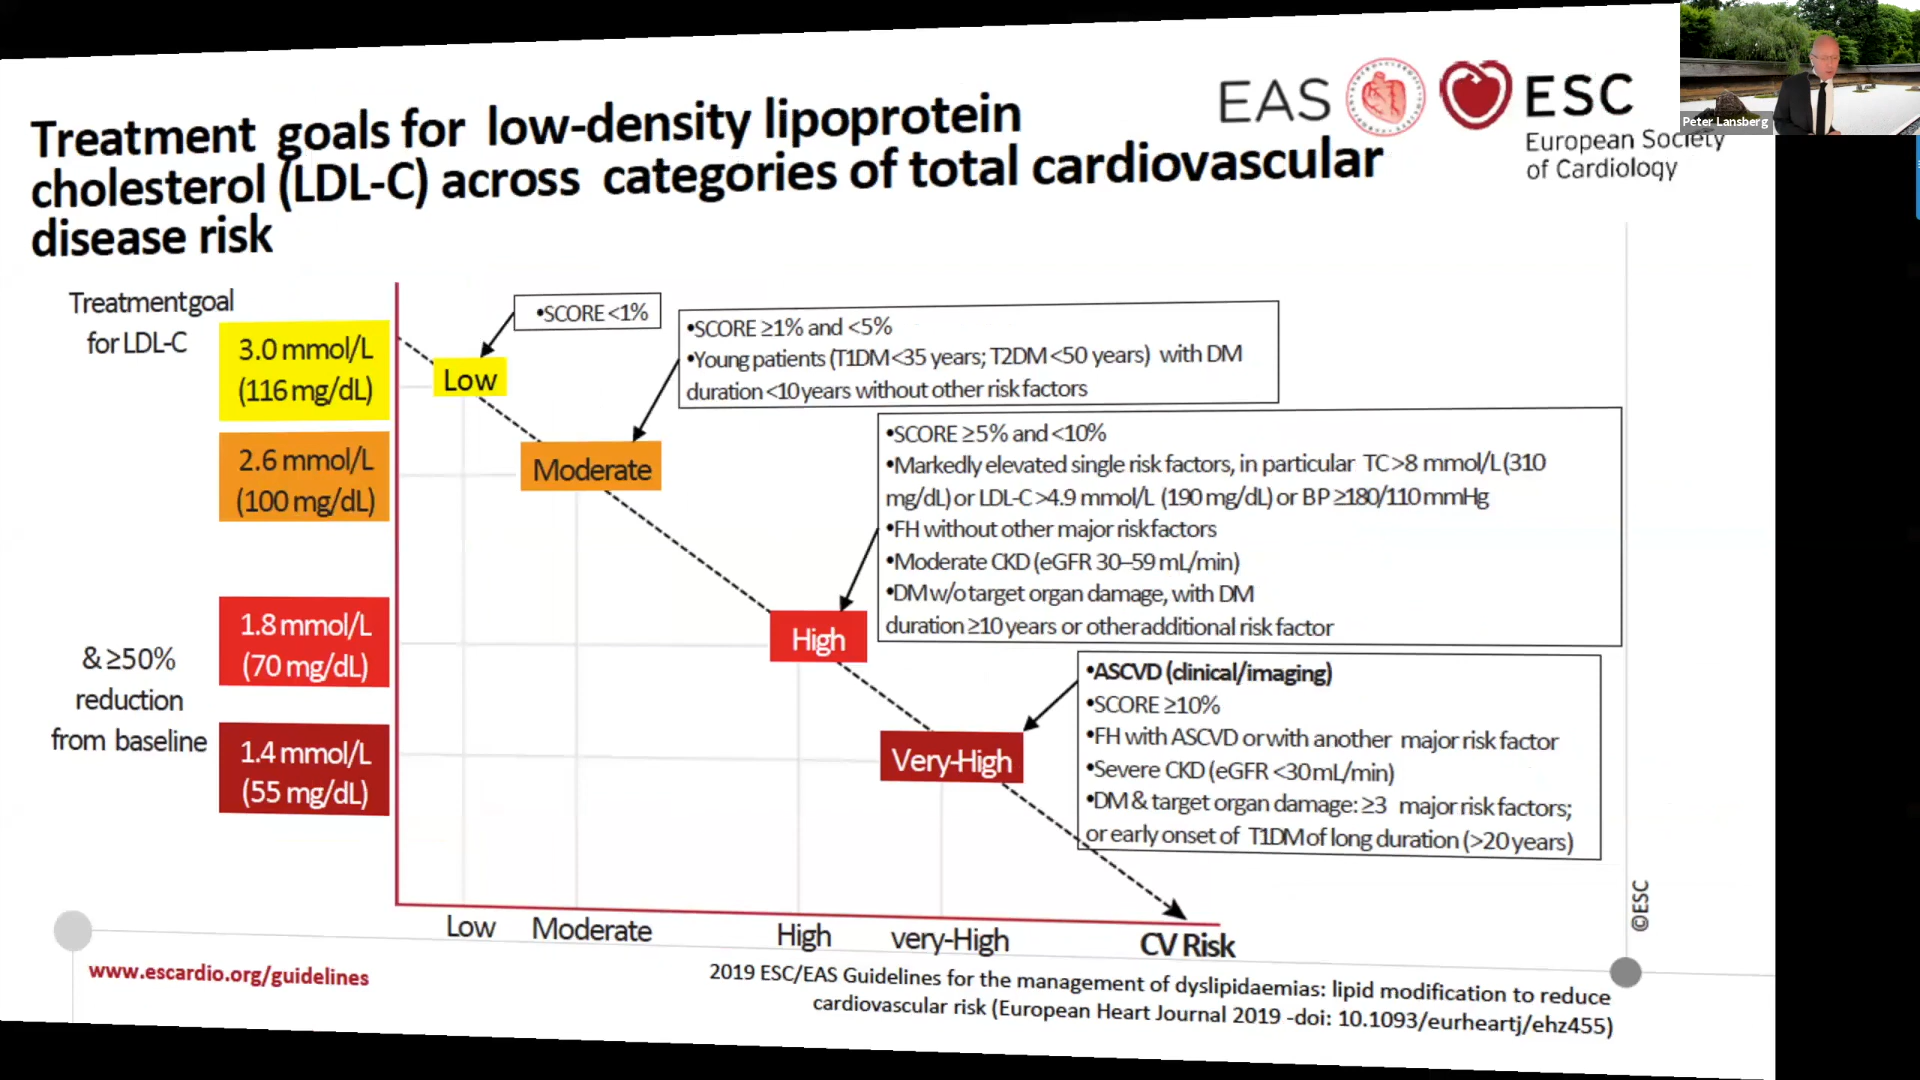 Treatment goals for low-density lipoprotein
cholesterol (LDL-C) across categories of total cardiovascular
disease risk
EAS
ESC
European Society
of Cardiology
Peter Lansberg
Treatment goal
for LDL-C
3.0 mmol/L
(116 mg/dL)
2.6 mmol/L
(100 mg/dL)
1.8 mmol/L
(70 mg/dL)
& ≥50%
reduction
from baseline
1.4 mmol/L
(55 mg/dL)
•SCORE <1%
Low
•SCORE ≥1% and <5%
•Young patients (T1DM <35 years; T2DM <50 years) with DM
duration <10 years without other risk factors
Moderate
•SCORE ≥5% and <10%
•Markedly elevated single risk factors, in particular TC >8 mmol/L (310
mg/dL) or LDL-C >4.9 mmol/L (190 mg/dL) or BP ≥180/110 mmHg
•FH without other major risk factors
•Moderate CKD (eGFR 30–59 mL/min)
•DM w/o target organ damage, with DM
duration ≥10 years or other additional risk factor
High
•ASCVD (clinical/imaging)
•SCORE ≥10%
•FH with ASCVD or with another major risk factor
•Severe CKD (eGFR <30 mL/min)
•DM & target organ damage: ≥3 major risk factors;
or early onset of T1DM of long duration (>20 years)
Very-High
Low
Moderate
High
very-High
CV Risk
©ESC
www.escardio.org/guidelines
2019 ESC/EAS Guidelines for the management of dyslipidaemias: lipid modification to reduce
cardiovascular risk (European Heart Journal 2019 -doi: 10.1093/eurheartj/ehz455)